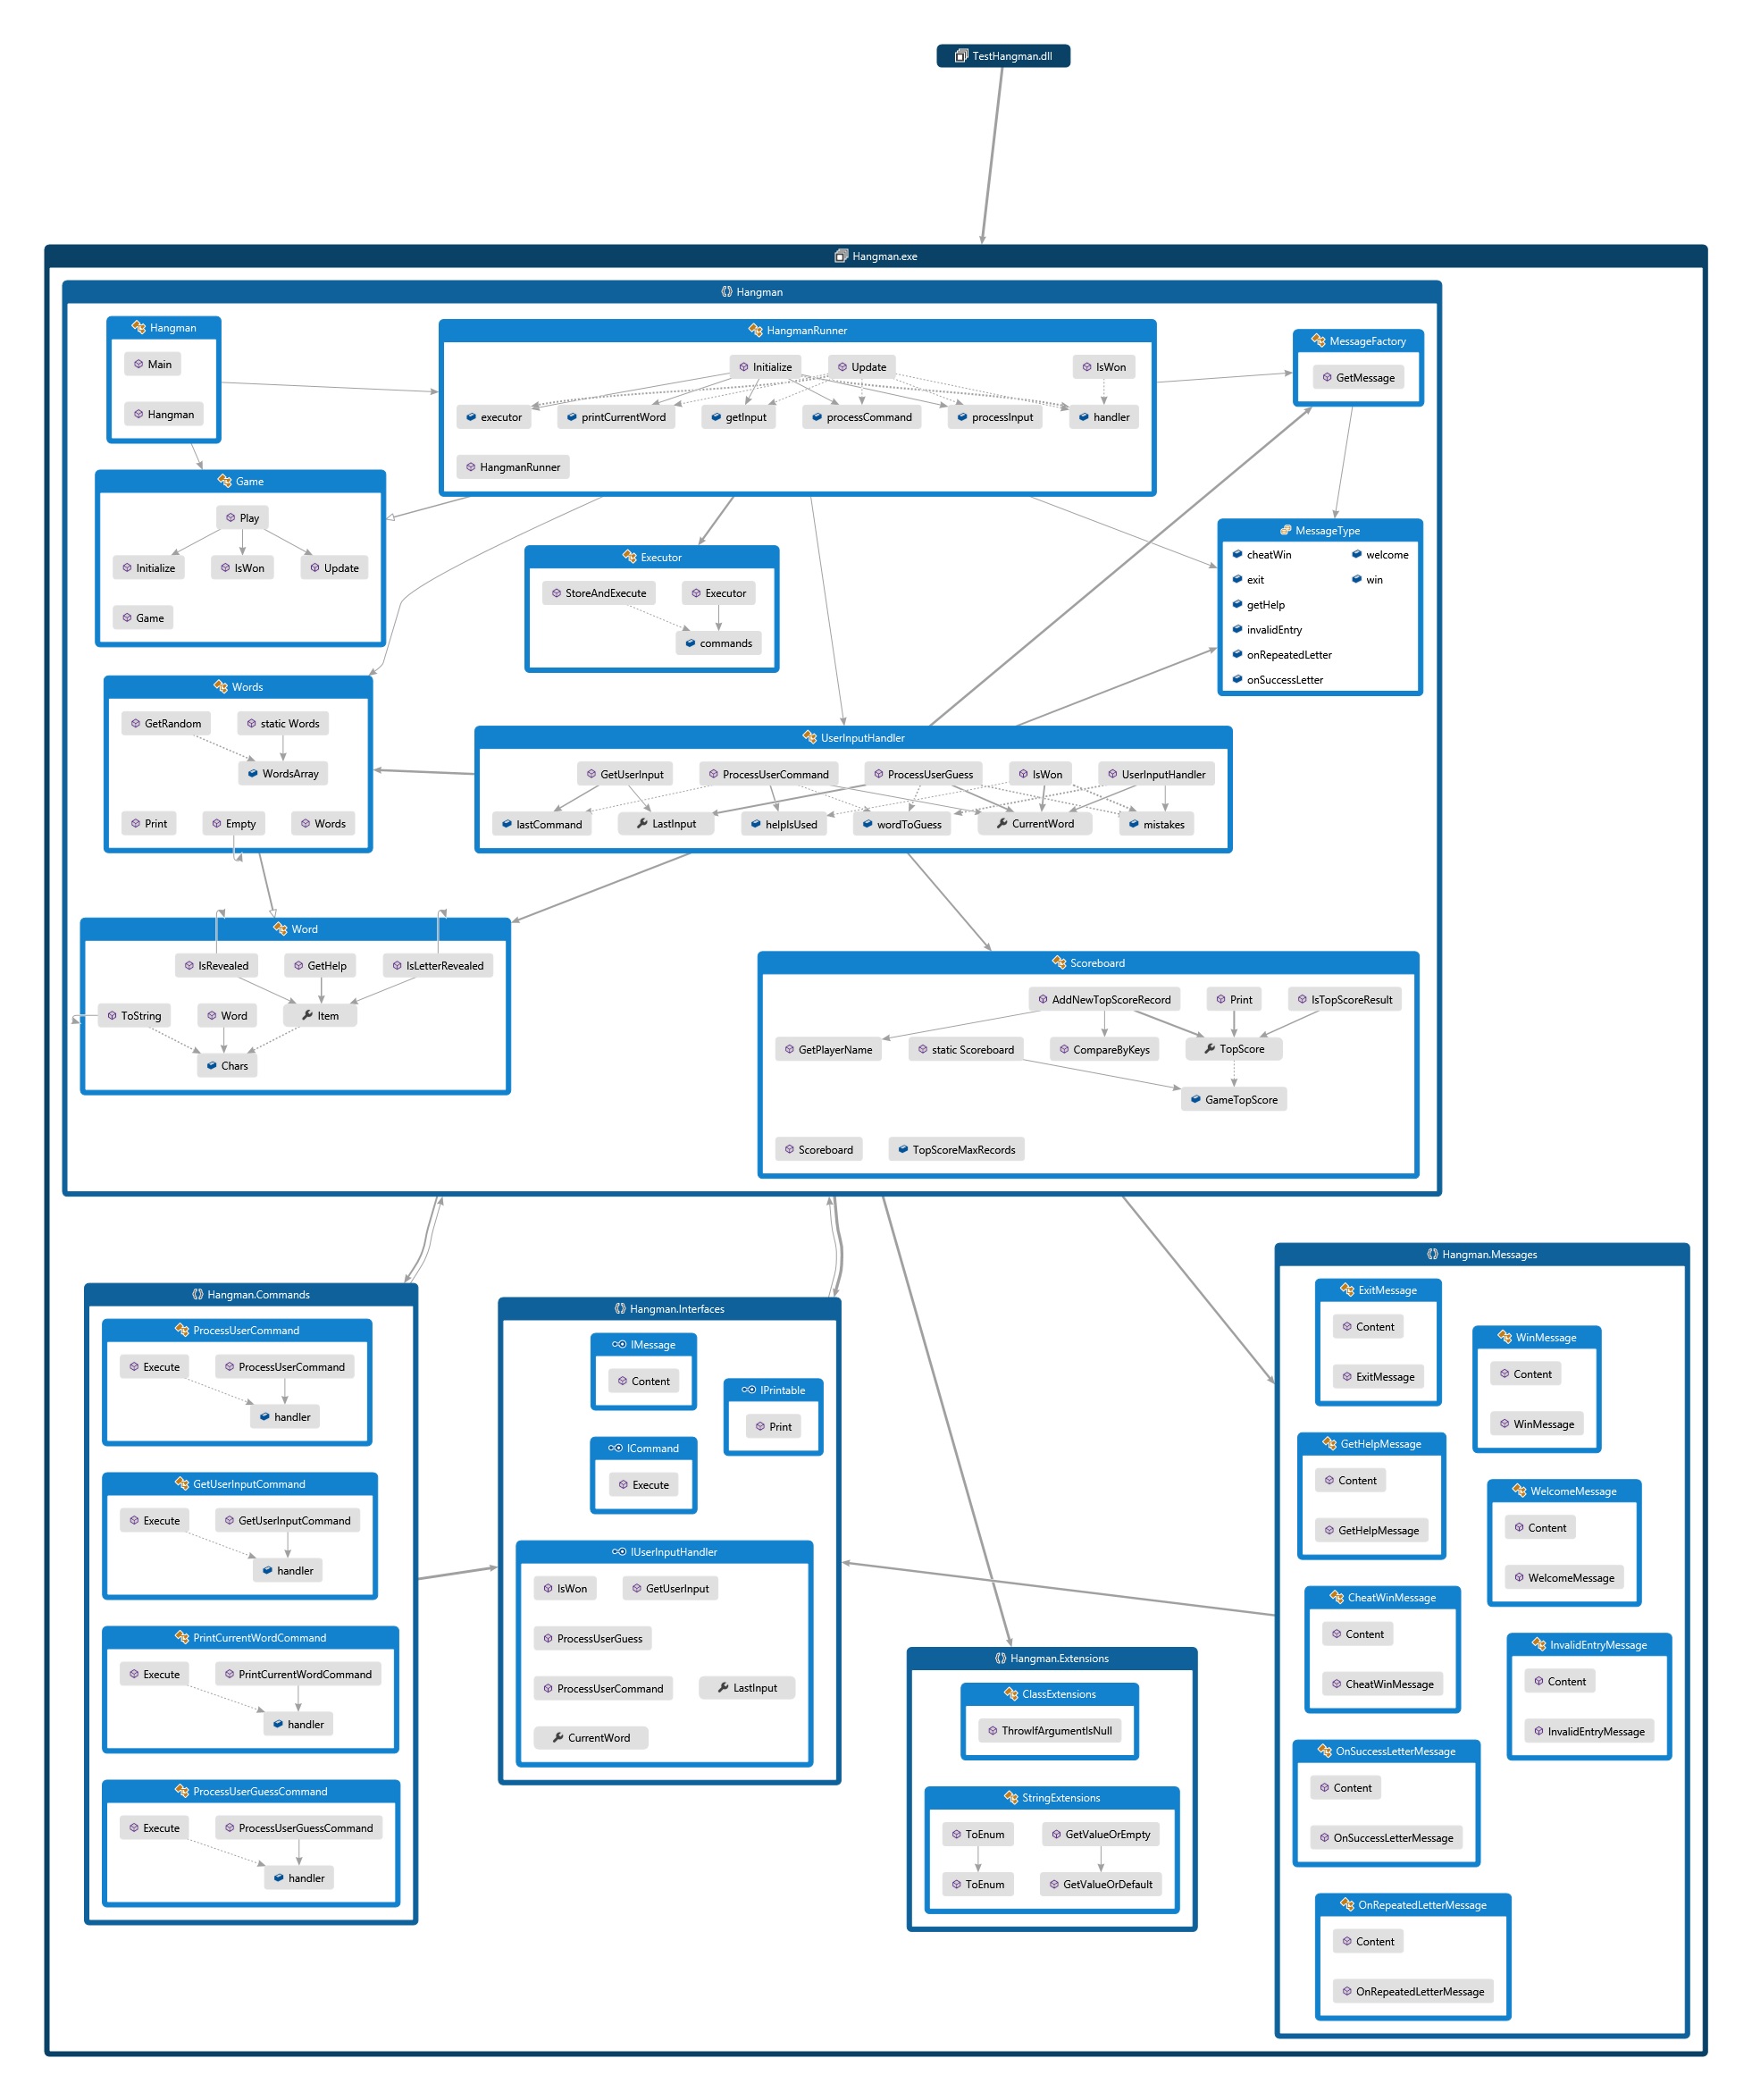 TestHangman.dll
Hangman.exe
Hangman
Hangman
Main
Hangman
HangmanRunner
Initialize
Update
IsWon
executor
printCurrentWord
getInput
processCommand
processInput
handler
HangmanRunner
MessageFactory
GetMessage
Game
Play
Initialize
IsWon
Update
Game
Executor
StoreAndExecute
Executor
commands
MessageType
cheatWin
welcome
exit
win
getHelp
invalidEntry
onRepeatedLetter
onSuccessLetter
Words
GetRandom
static Words
WordsArray
Print
Empty
Words
UserInputHandler
GetUserInput
ProcessUserCommand
ProcessUserGuess
IsWon
UserInputHandler
lastCommand
LastInput
helpIsUsed
wordToGuess
CurrentWord
mistakes
Word
IsRevealed
GetHelp
IsLetterRevealed
ToString
Word
Item
Chars
Scoreboard
AddNewTopScoreRecord
Print
IsTopScoreResult
GetPlayerName
static Scoreboard
CompareByKeys
TopScore
GameTopScore
Scoreboard
TopScoreMaxRecords
Hangman.Commands
ProcessUserCommand
Execute
ProcessUserCommand
handler
GetUserInputCommand
Execute
GetUserInputCommand
handler
PrintCurrentWordCommand
Execute
PrintCurrentWordCommand
handler
ProcessUserGuessCommand
Execute
ProcessUserGuessCommand
handler
Hangman.Interfaces
IMessage
Content
IPrintable
Print
ICommand
Execute
IUserInputHandler
IsWon
GetUserInput
ProcessUserGuess
ProcessUserCommand
LastInput
CurrentWord
Hangman.Extensions
ClassExtensions
ThrowIfArgumentIsNull
StringExtensions
ToEnum
GetValueOrEmpty
ToEnum
GetValueOrDefault
Hangman.Messages
ExitMessage
Content
ExitMessage
WinMessage
Content
WinMessage
GetHelpMessage
Content
GetHelpMessage
WelcomeMessage
Content
WelcomeMessage
CheatWinMessage
Content
CheatWinMessage
InvalidEntryMessage
Content
InvalidEntryMessage
OnSuccessLetterMessage
Content
OnSuccessLetterMessage
OnRepeatedLetterMessage
Content
OnRepeatedLetterMessage